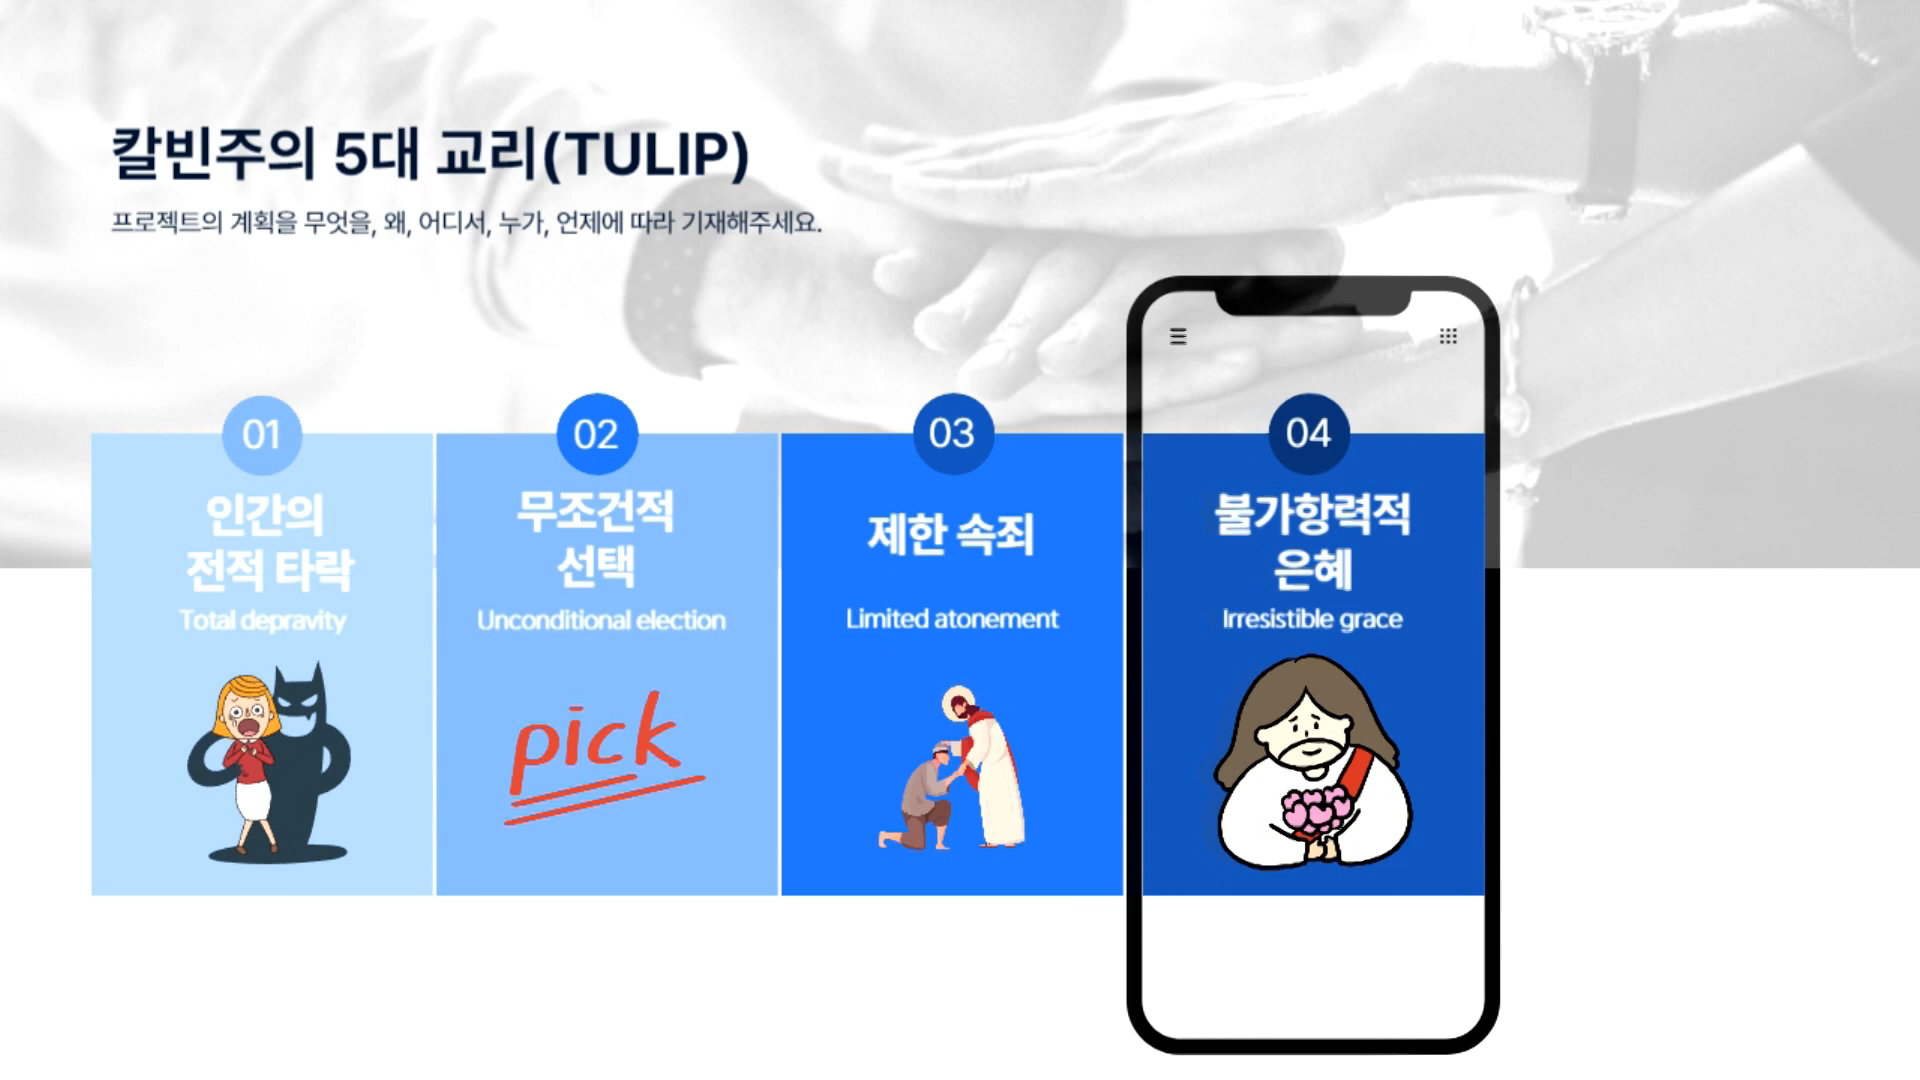 칼빈주의 5대 교리(TULIP)
프로젝트의 계획을 무엇을, 왜, 어디서, 누가, 언제에 따라 기재해주세요.
01
인간의
전적 타락
Total depravity
02
무조건적
선택
Unconditional election
pick
03
제한 속죄
Limited atonement
04
불가항력적
은혜
Irresistible grace